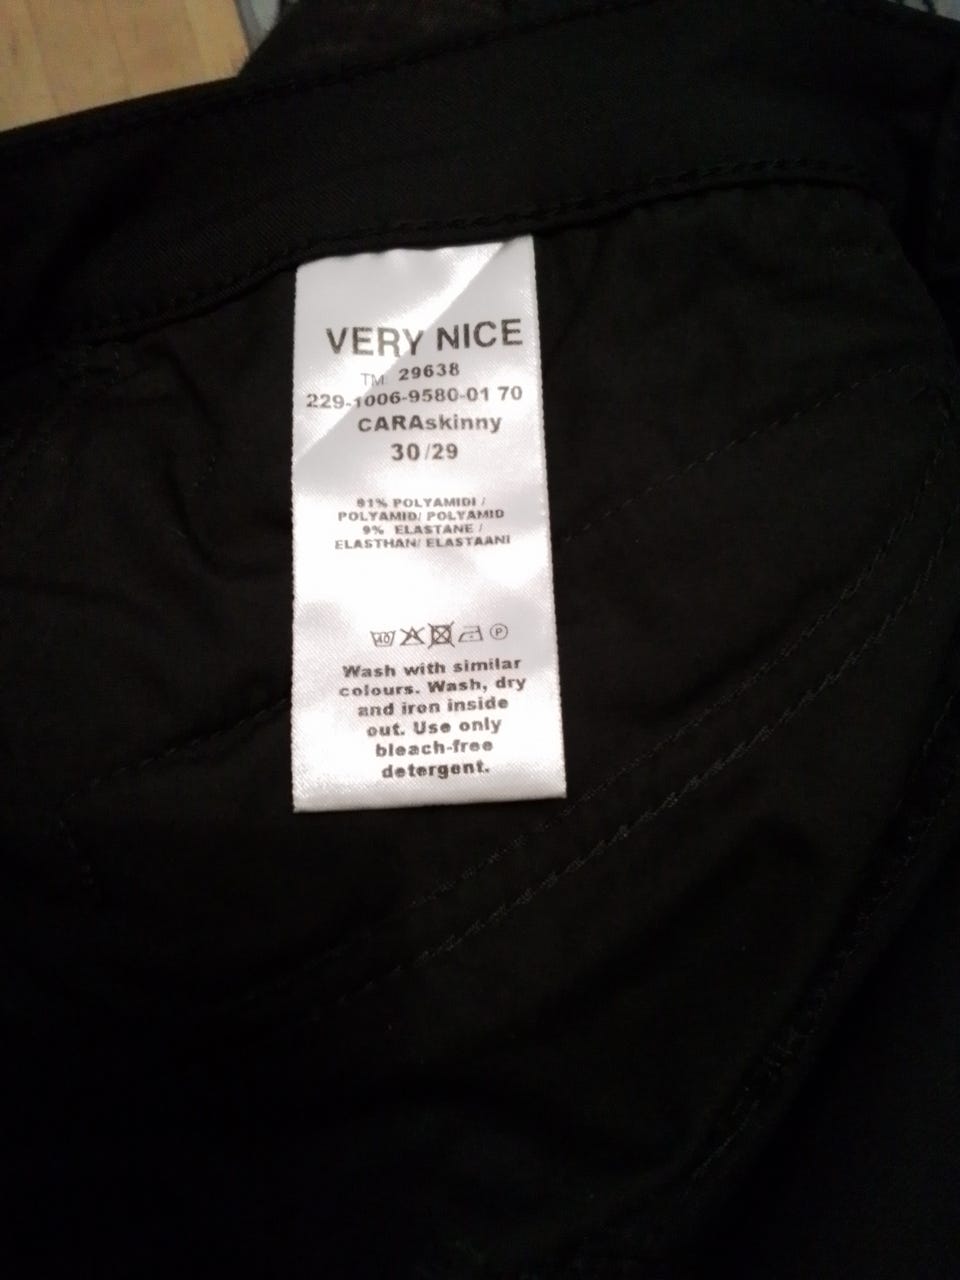 VERY NICE
TM. 29638
229-1006-9580-01 70
CARAskinny
30/29
91% POLYAMIDI /
POLYAMID/ POLYAMID
9% ELASTANE /
ELASTHAN/ ELASTAANI
40 P
Wash with similar
colours. Wash, dry
and iron inside
out. Use only
bleach-free
detergent.